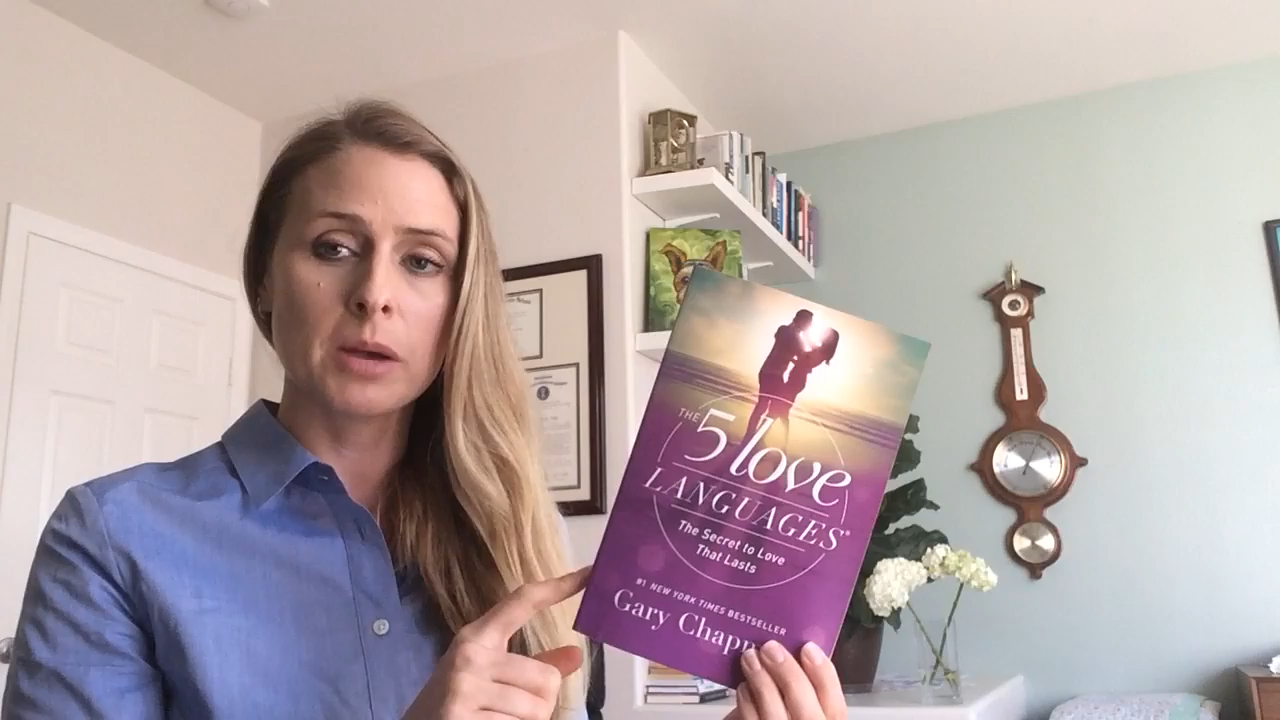 THE
5 love
LANGUAGES®
The Secret to Love
That Lasts
#1 NEW YORK TIMES BESTSELLER
Gary Chapm